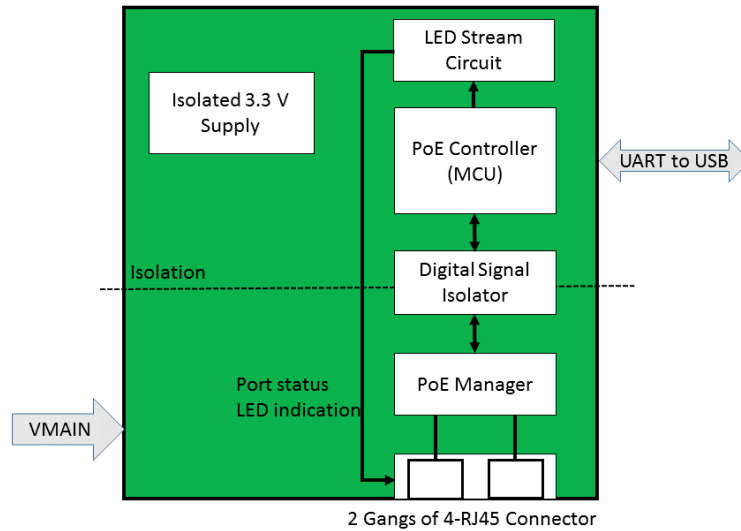 LED Stream
Circuit
Isolated 3.3 V
Supply
PoE Controller
(MCU)
UART to USB
Isolation
Digital Signal
Isolator
Port status
LED indication
PoE Manager
VMAIN
2 Gangs of 4-RJ45 Connector